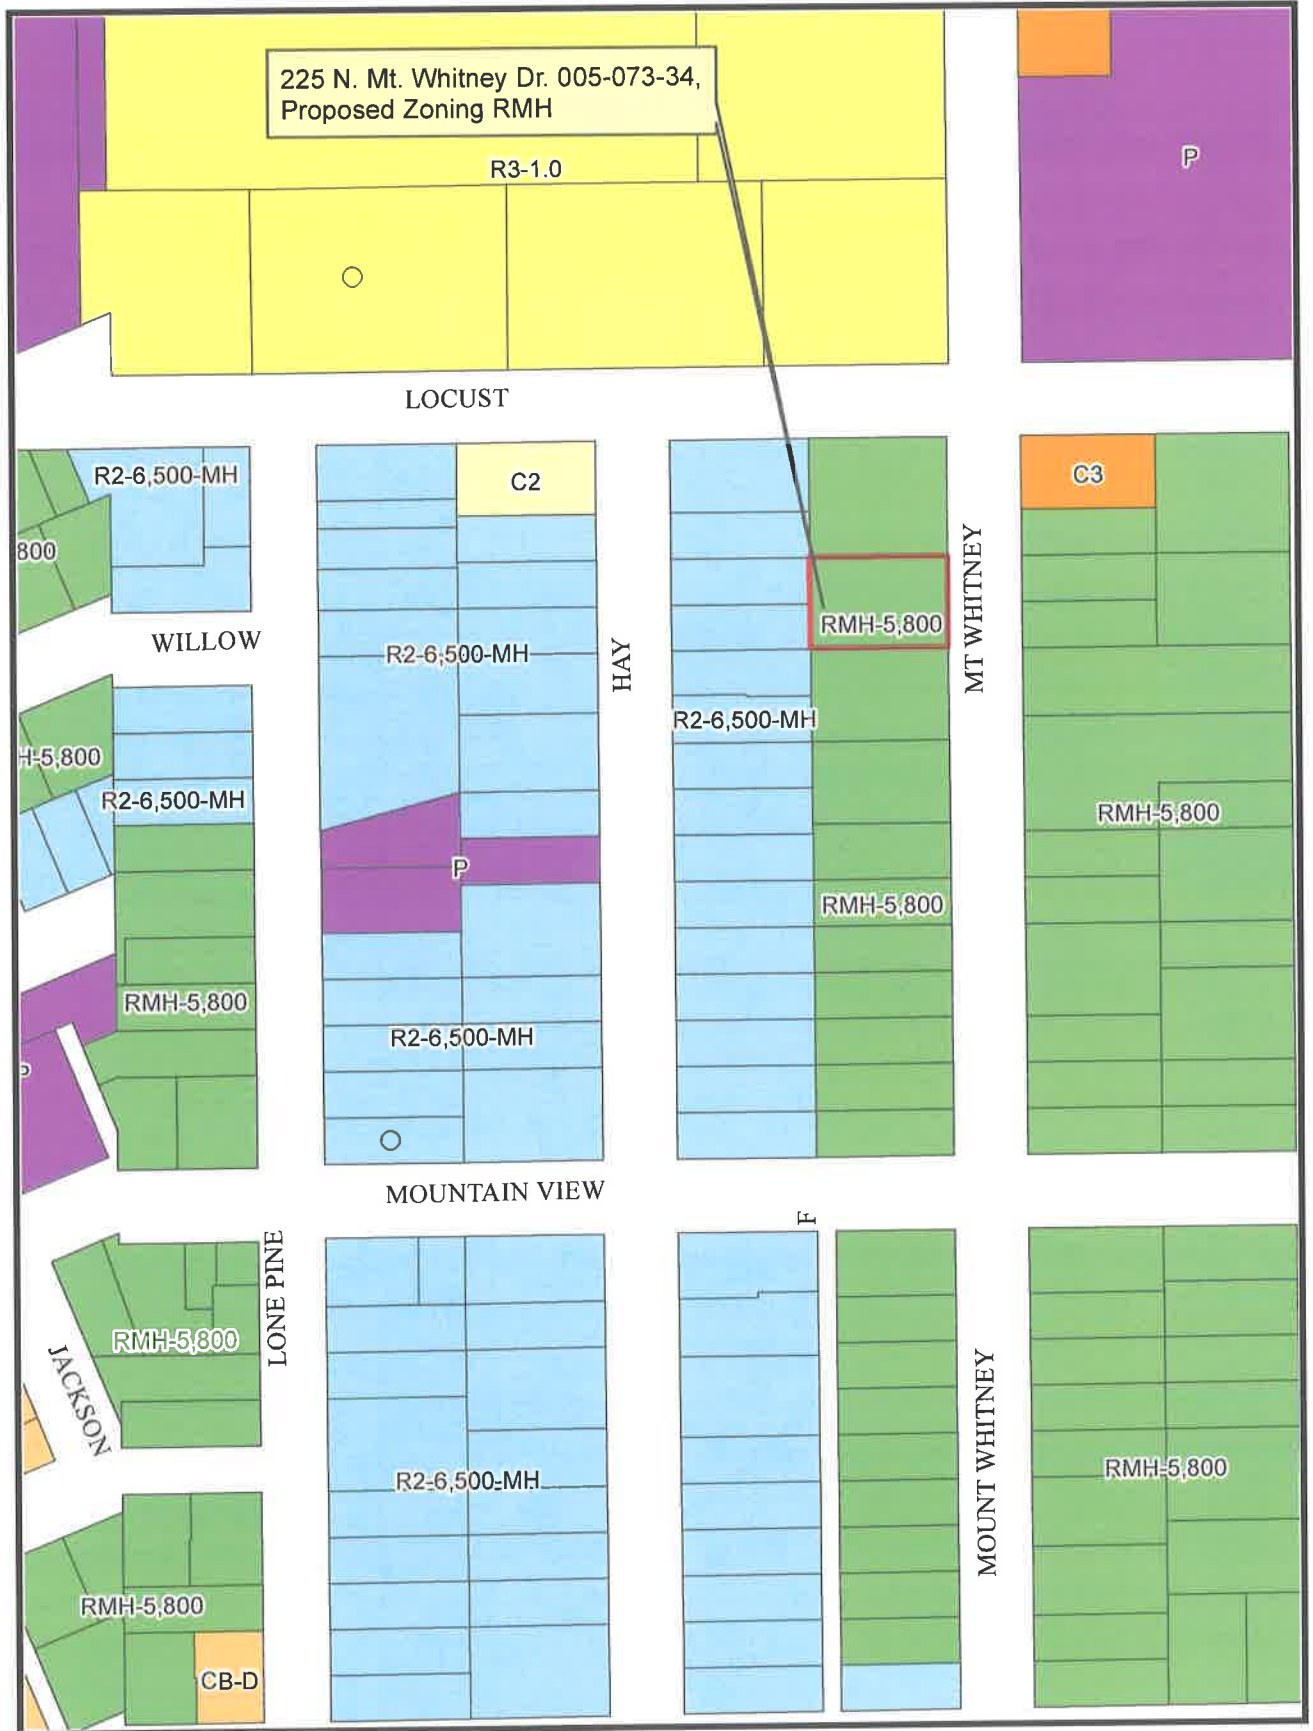 225 N. Mt. Whitney Dr. 005-073-34,
Proposed Zoning RMH
P
R3-1.0
LOCUST
R2-6,500-MH
C2
C3
800
RMH-5,800
WILLOW
R2-6,500-MH
HAY
MT WHITNEY
R2-6,500-MH
H-5,800
R2-6,500-MH
RMH-5,800
P
RMH-5,800
RMH-5,800
R2-6,500-MH
P
MOUNTAIN VIEW
F
LONE PINE
RMH-5,800
JACKSON
MOUNT WHITNEY
R2-6,500-MH
RMH-5,800
RMH-5,800
CB-D